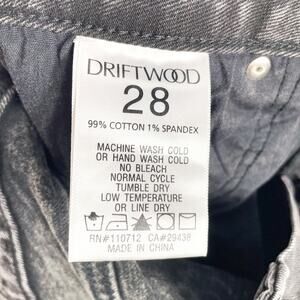 DRIFTWOOD
28
99% COTTON 1% SPANDEX
MACHINE WASH COLD
OR HAND WASH COLD
NO BLEACH
NORMAL CYCLE
TUMBLE DRY
LOW TEMPERATURE
OR LINE DRY
RN#110712 CA#29438
MADE IN CHINA